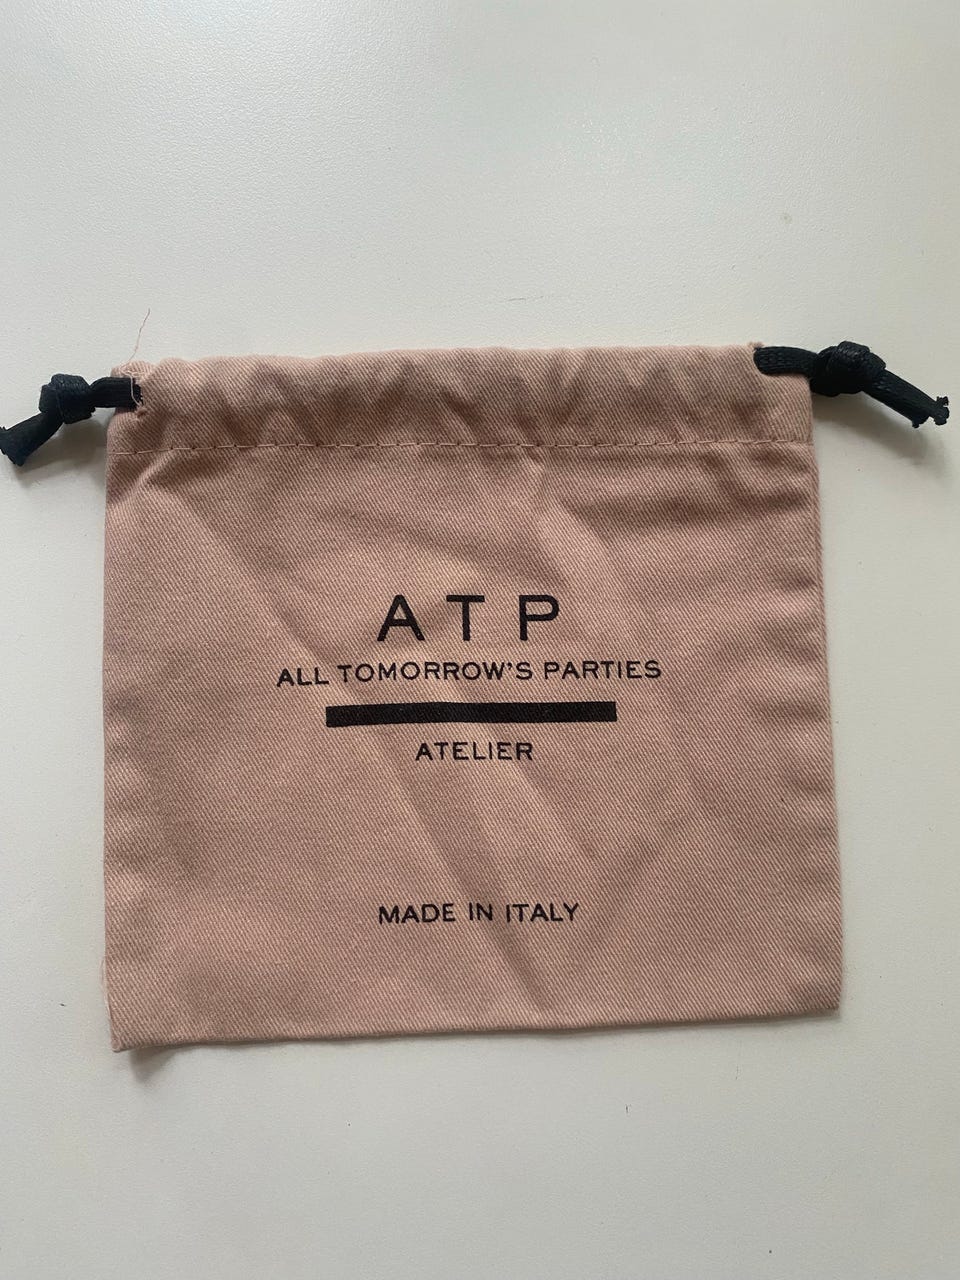 ATP
ALL TOMORROW'S PARTIES
ATELIER
MADE IN ITALY